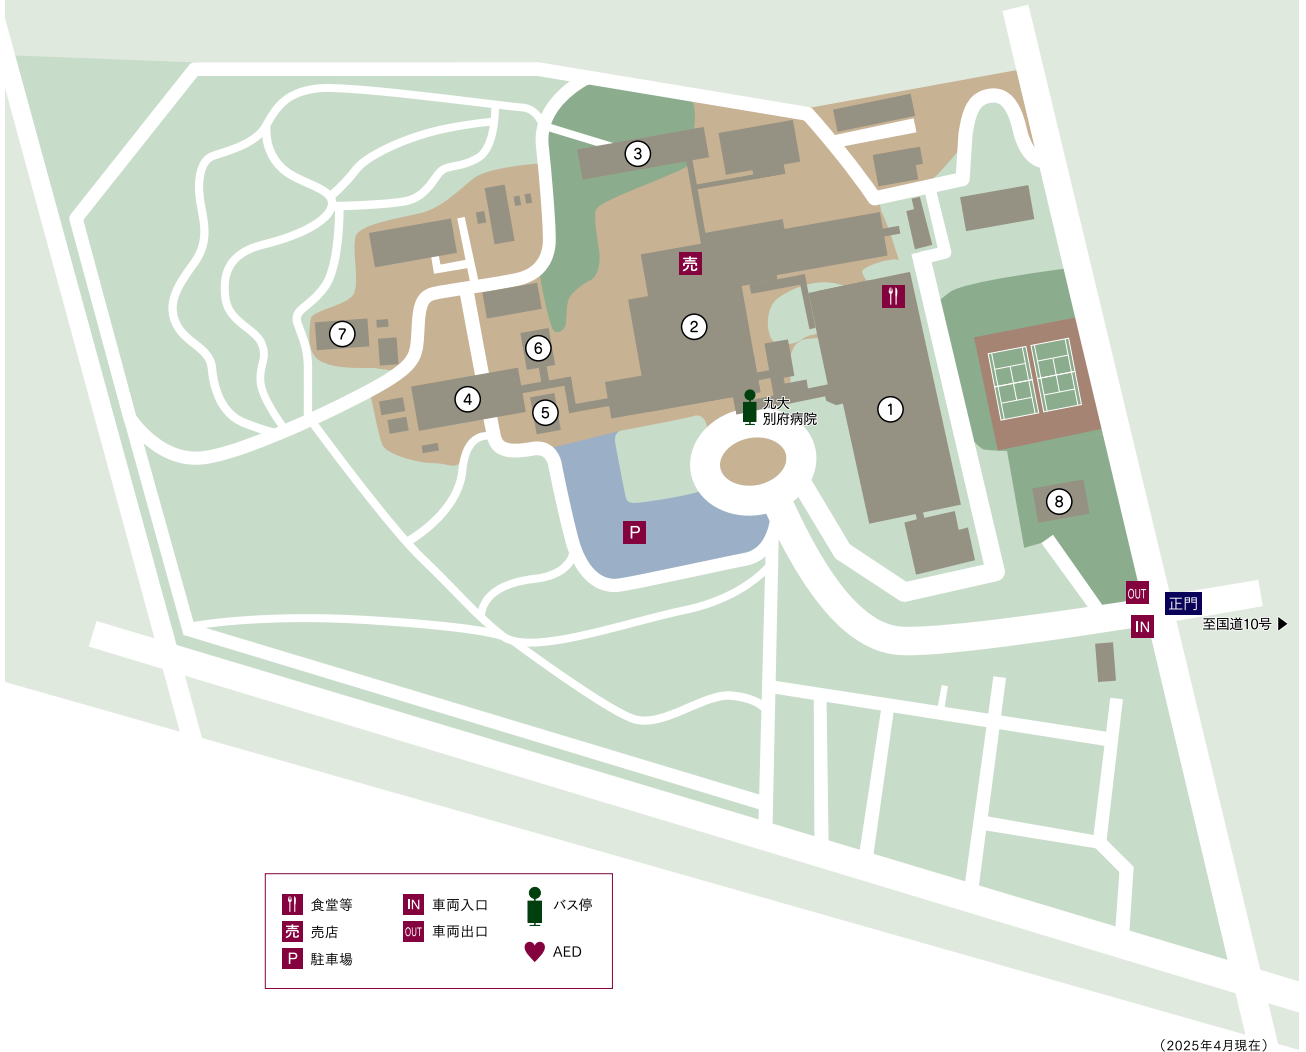 3
売
7
2
6
4
5
九大
別府病院
1
8
P
OUT
正門
IN
至国道10号
食堂等
IN 車両入口
バス停
売 売店
OUT 車両出口
AED
P 駐車場
（2025年4月現在）